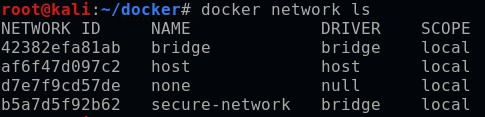 root@kali:~/docker# docker network ls
NETWORK ID     NAME             DRIVER    SCOPE
42382efa81ab   bridge           bridge    local
af6f47d097c2   host             host      local
d7e7f9cd57de   none             null      local
b5a7d5f92b62   secure-network   bridge    local